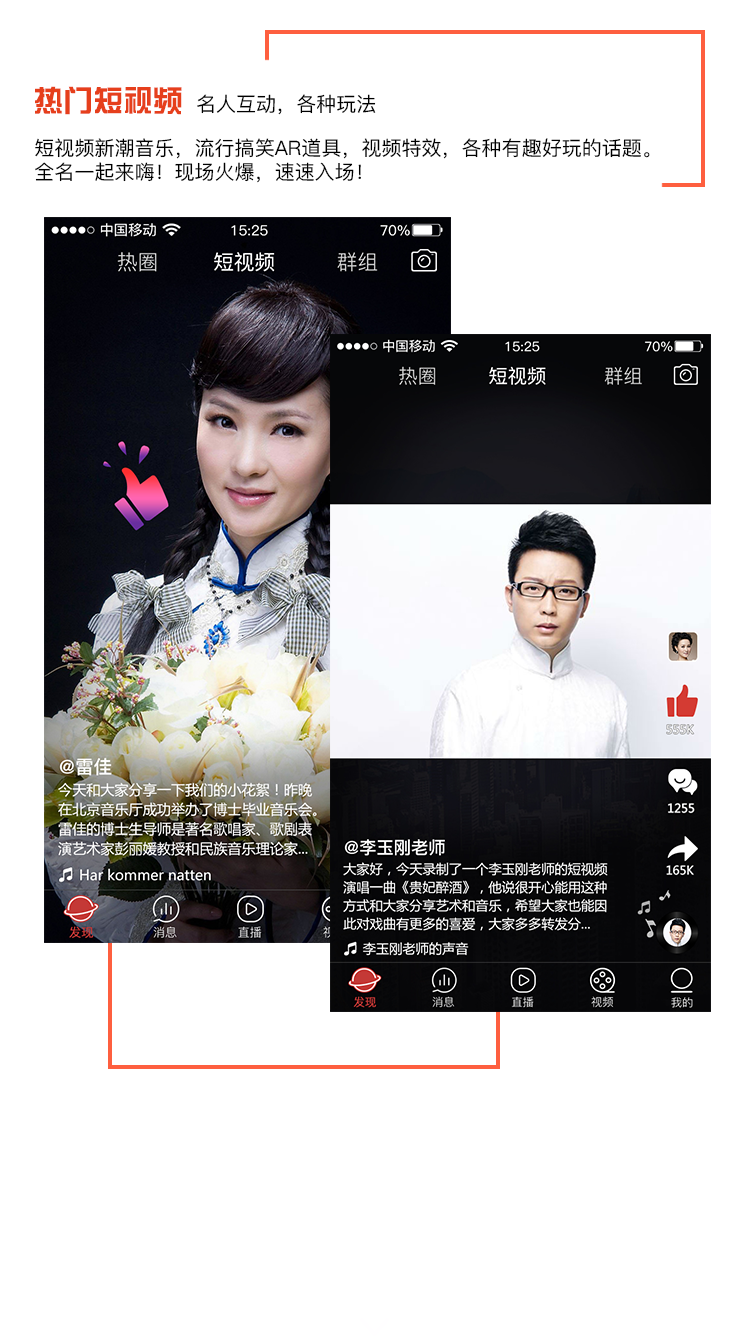 热门短视频 名人互动，各种玩法
短视频新潮音乐，流行搞笑AR道具，视频特效，各种有趣好玩的话题。
全名一起来嗨！现场火爆，速速入场！
中国移动 15:25 70%
热圈 短视频 群组
@雷佳
今天和大家分享一下我们的小花絮！昨晚
在北京音乐厅成功举办了博士毕业音乐会。
雷佳的博士生导师是著名歌唱家、歌剧表
演艺术家彭丽媛教授和民族音乐理论家...
Har kommer natten
发现 消息 直播 视
中国移动 15:25 70%
热圈 短视频 群组
555K
1255
165K
@李玉刚老师
大家好，今天录制了一个李玉刚老师的短视频
演唱一曲《贵妃醉酒》，他说很开心能用这种
方式和大家分享艺术和音乐，希望大家也能因
此对戏曲有更多的喜爱，大家多多转发分...
李玉刚老师的声音
发现 消息 直播 视频 我的